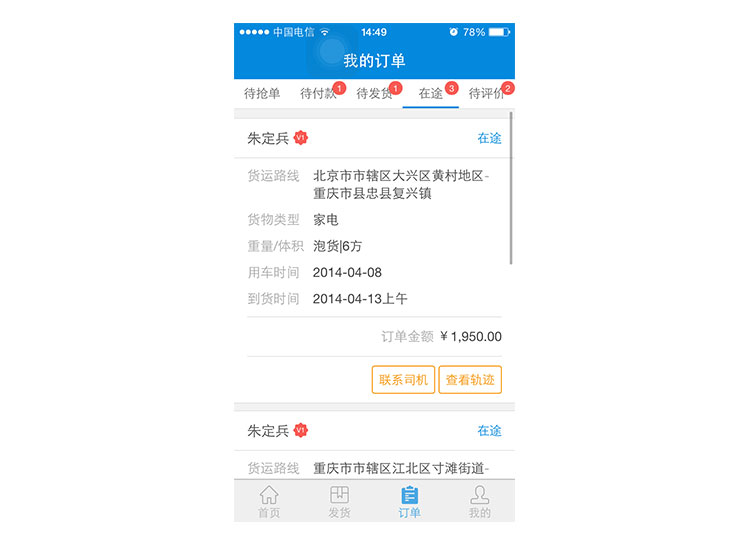 中国电信 14:49 78%
我的订单
待抢单 待付款 1 待发货 1 在途 3 待评价 2
朱定兵 V1 在途
货运路线 北京市市辖区大兴区黄村地区-
重庆市县忠县复兴镇
货物类型 家电
重量/体积 泡货|6方
用车时间 2014-04-08
到货时间 2014-04-13上午
订单金额 ￥1,950.00
联系司机 查看轨迹
朱定兵 V1 在途
货运路线 重庆市市辖区江北区寸滩街道-
首页 发货 订单 我的